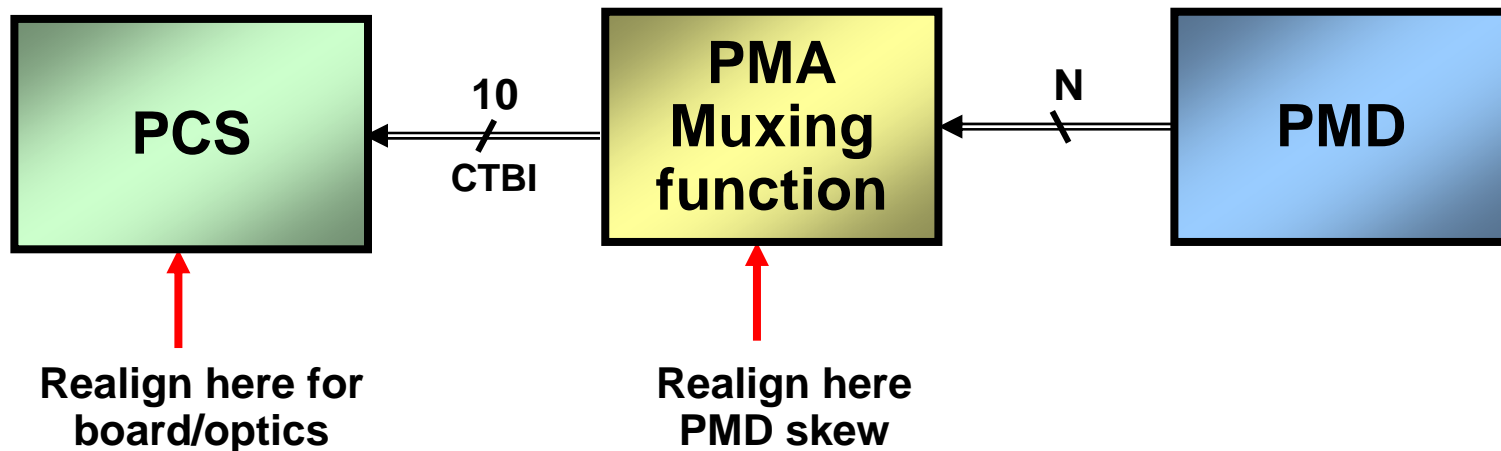 PCS
10
CTBI
PMA
Muxing
function
N
PMD
Realign here for
board/optics
Realign here
PMD skew